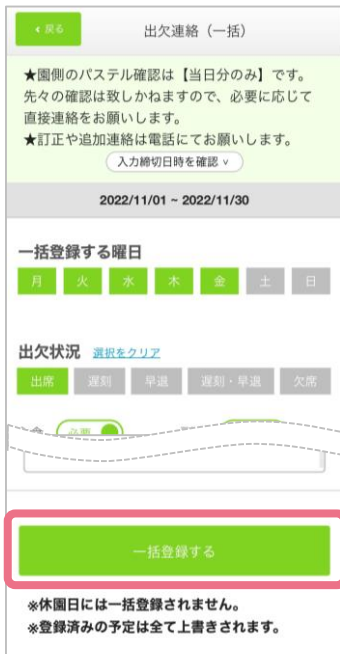 戻る
出欠連絡（一括）
★園側のパステル確認は【当日分のみ】です。
先々の確認は致しかねますので、必要に応じて
直接連絡をお願いします。
★訂正や追加連絡は電話にてお願いします。
入力締切日時を確認 ∨
2022/11/01 ~ 2022/11/30
一括登録する曜日
月 火 水 木 金 土 日
出欠状況 選択をクリア
出席 遅刻 早退 遅刻・早退 欠席
必要
一括登録する
※休園日には一括登録されません。
※登録済みの予定は全て上書きされます。